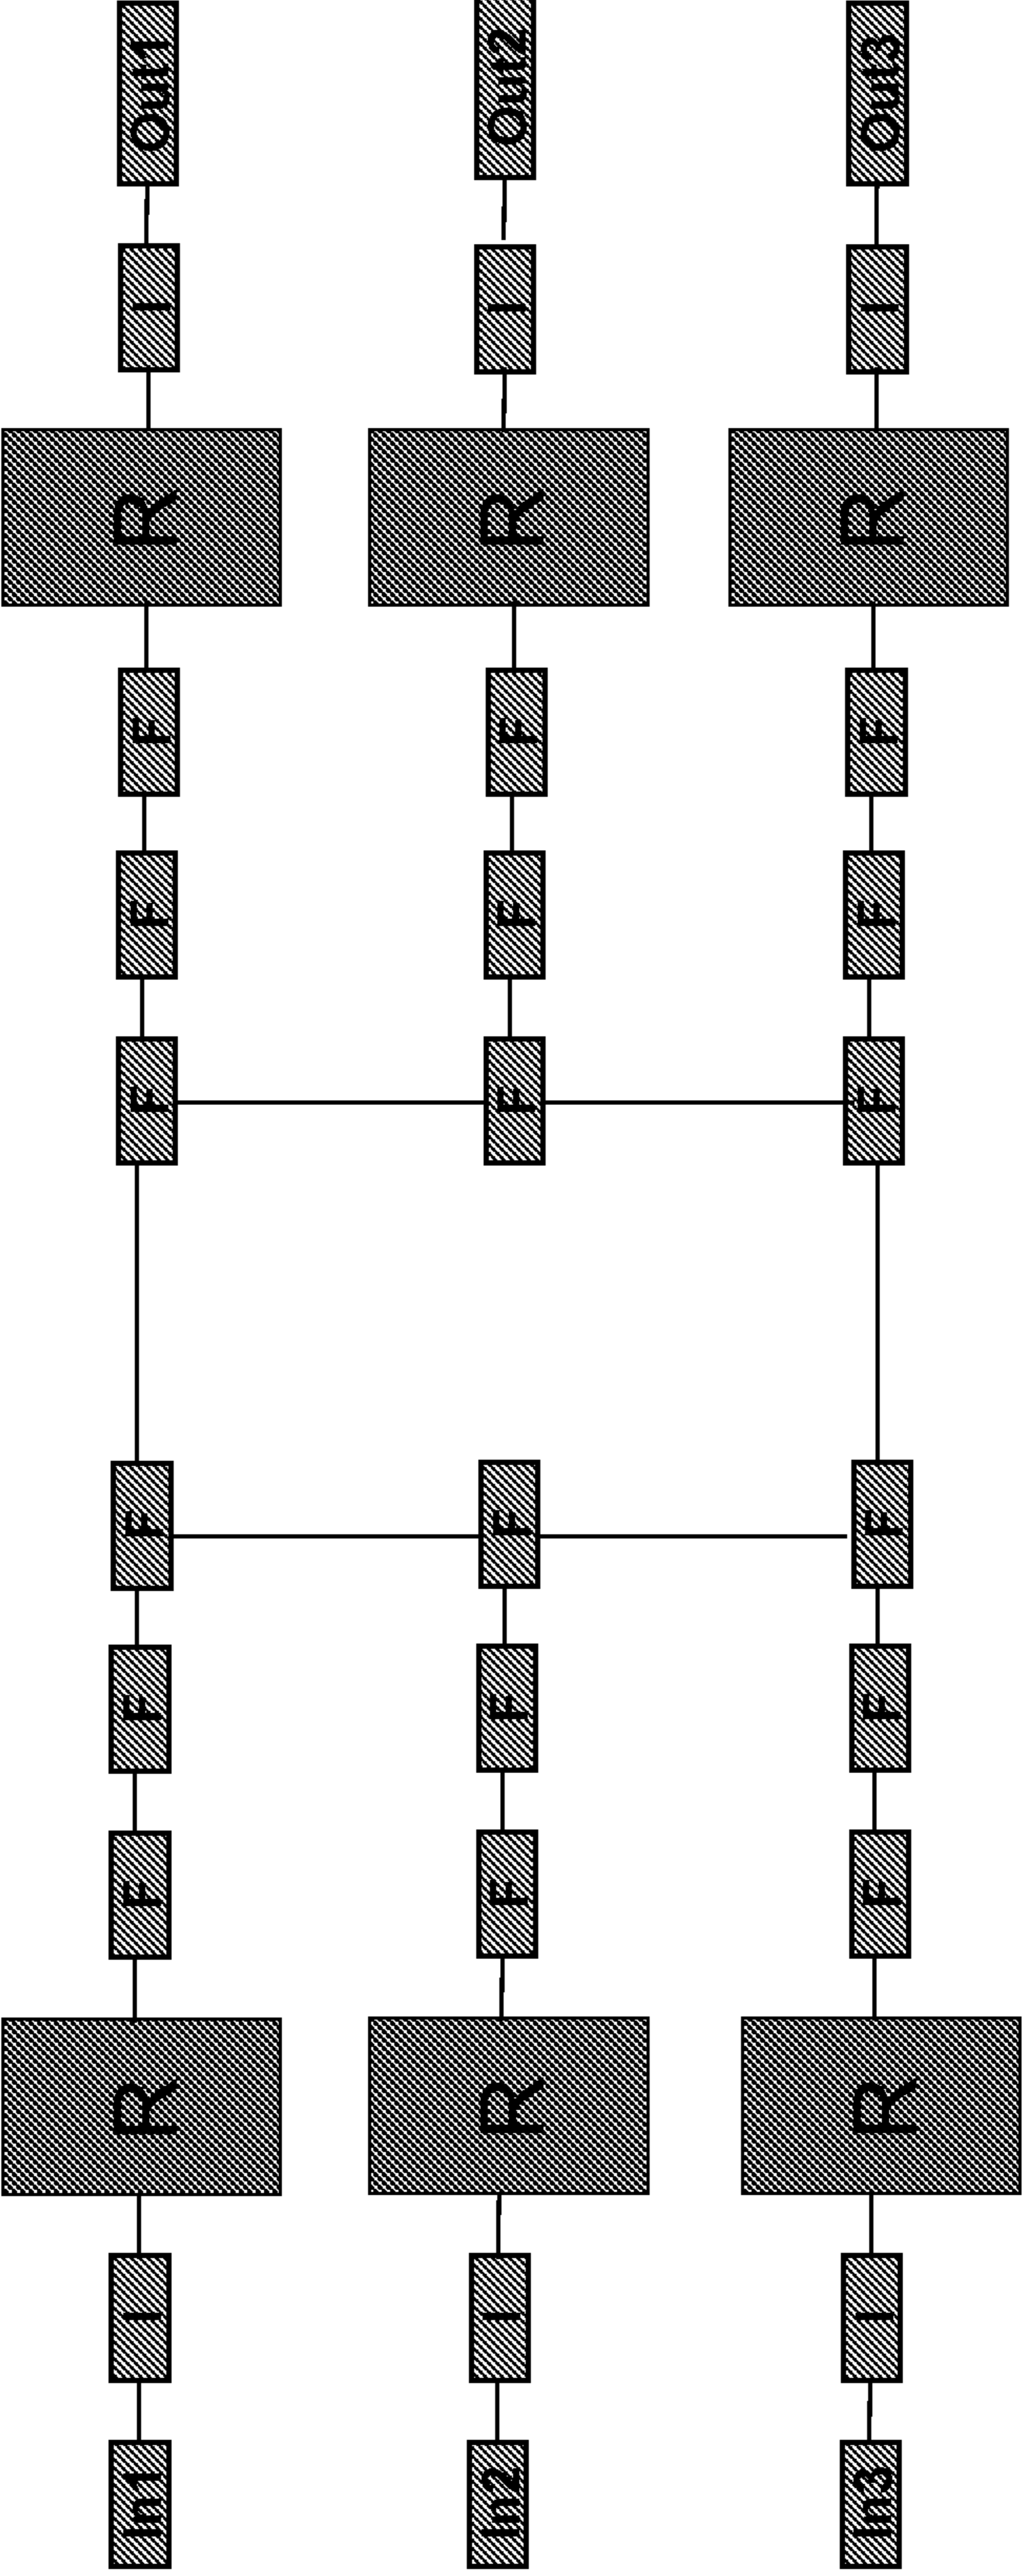 In1 I R F F F F F F R I Out1
In2 I R F F F F F F R I Out2
In3 I R F F F F F F R I Out3